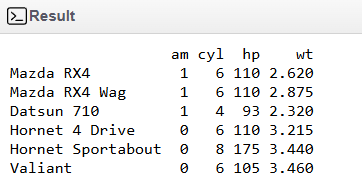 Result
am cyl hp wt
Mazda RX4 1 6 110 2.620
Mazda RX4 Wag 1 6 110 2.875
Datsun 710 1 4 93 2.320
Hornet 4 Drive 0 6 110 3.215
Hornet Sportabout 0 8 175 3.440
Valiant 0 6 105 3.460